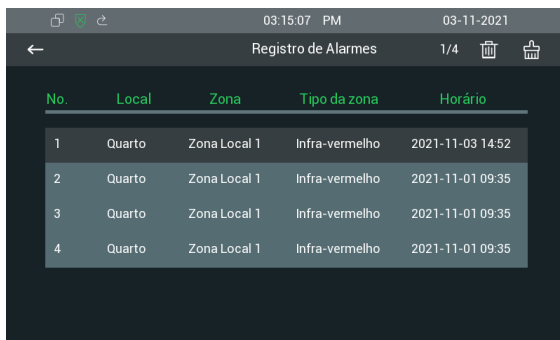 03:15:07 PM 03-11-2021
Registro de Alarmes 1/4
No. Local Zona Tipo da zona Horário
1 Quarto Zona Local 1 Infra-vermelho 2021-11-03 14:52
2 Quarto Zona Local 1 Infra-vermelho 2021-11-01 09:35
3 Quarto Zona Local 1 Infra-vermelho 2021-11-01 09:35
4 Quarto Zona Local 1 Infra-vermelho 2021-11-01 09:35